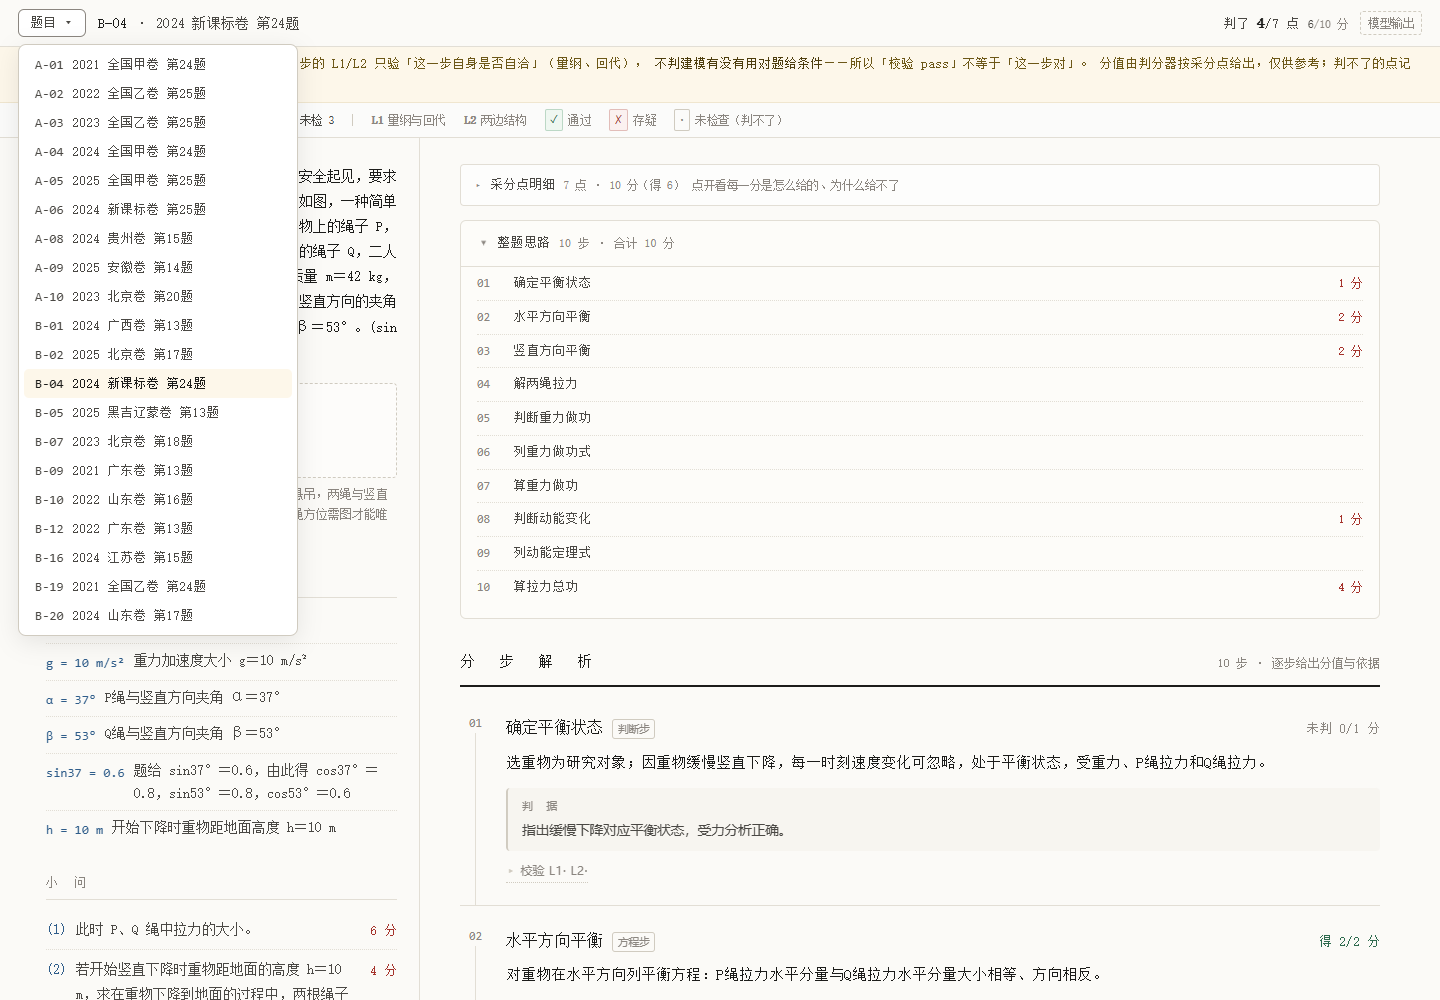 题目 ▾ B-04 · 2024 新课标卷 第24题
判了 4/7 点 6/10 分 模型输出
A-01 2021 全国甲卷 第24题
A-02 2022 全国乙卷 第25题
A-03 2023 全国乙卷 第25题
A-04 2024 全国甲卷 第24题
A-05 2025 全国甲卷 第25题
A-06 2024 新课标卷 第25题
A-08 2024 贵州卷 第15题
A-09 2025 安徽卷 第14题
A-10 2023 北京卷 第20题
B-01 2024 广西卷 第13题
B-02 2025 北京卷 第17题
B-04 2024 新课标卷 第24题
B-05 2025 黑吉辽蒙卷 第13题
B-07 2023 北京卷 第18题
B-09 2021 广东卷 第13题
B-10 2022 山东卷 第16题
B-12 2022 广东卷 第13题
B-16 2024 江苏卷 第15题
B-19 2021 全国乙卷 第24题
B-20 2024 山东卷 第17题
步的 L1/L2 只验「这一步自身是否自洽」（量纲、回代）， 不判建模有没有用对题给条件——所以「校验 pass」不等于「这一步对」。 分值由判分器按采分点给出，仅供参考；判不了的点记
未检 3 L1 量纲与回代 L2 两边结构 ✓ 通过 ✗ 存疑 · 未检查（判不了）
安全起见，要求
如图，一种简单
物上的绳子 P，
的绳子 Q，二人
质量 m＝42 kg，
竖直方向的夹角
β＝53°。(sin
悬吊，两绳与竖直
绳方位需图才能唯
g = 10 m/s² 重力加速度大小 g＝10 m/s²
α = 37° P绳与竖直方向夹角 α＝37°
β = 53° Q绳与竖直方向夹角 β＝53°
sin37 = 0.6 题给 sin37°＝0.6，由此得 cos37°＝
0.8，sin53°＝0.8，cos53°＝0.6
h = 10 m 开始下降时重物距地面高度 h＝10 m
小 问
(1) 此时 P、Q 绳中拉力的大小。 6 分
(2) 若开始竖直下降时重物距地面的高度 h＝10 4 分
m，求在重物下降到地面的过程中，两根绳子
▸ 采分点明细 7 点 · 10 分（得 6） 点开看每一分是怎么给的、为什么给不了
▾ 整题思路 10 步 · 合计 10 分
01 确定平衡状态 1 分
02 水平方向平衡 2 分
03 竖直方向平衡 2 分
04 解两绳拉力
05 判断重力做功
06 列重力做功式
07 算重力做功
08 判断动能变化 1 分
09 列动能定理式
10 算拉力总功 4 分
分 步 解 析 10 步 · 逐步给出分值与依据
01 确定平衡状态 判断步 未判 0/1 分
选重物为研究对象；因重物缓慢竖直下降，每一时刻速度变化可忽略，处于平衡状态，受重力、P绳拉力和Q绳拉力。
判 据
指出缓慢下降对应平衡状态，受力分析正确。
▸ 校验 L1· L2·
02 水平方向平衡 方程步 得 2/2 分
对重物在水平方向列平衡方程：P绳拉力水平分量与Q绳拉力水平分量大小相等、方向相反。